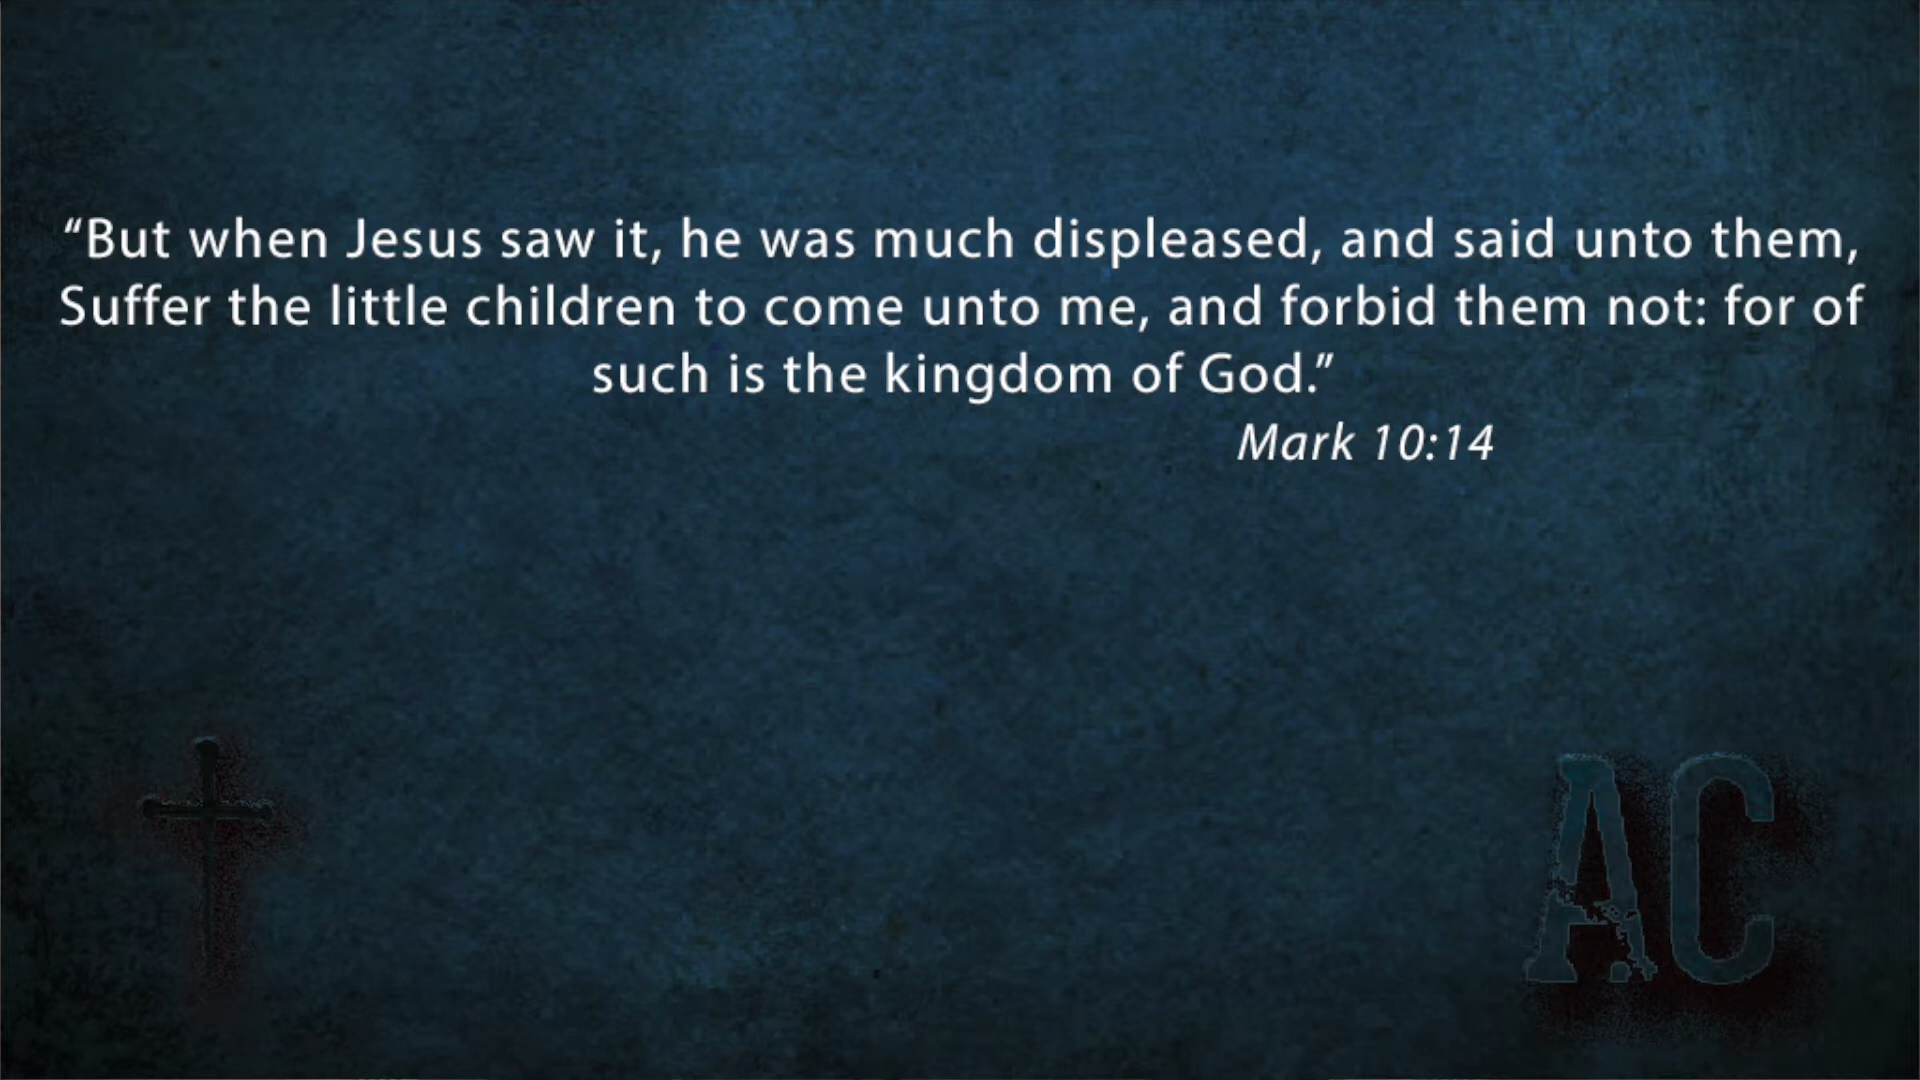 “But when Jesus saw it, he was much displeased, and said unto them,
Suffer the little children to come unto me, and forbid them not: for of
such is the kingdom of God.”
Mark 10:14
AC